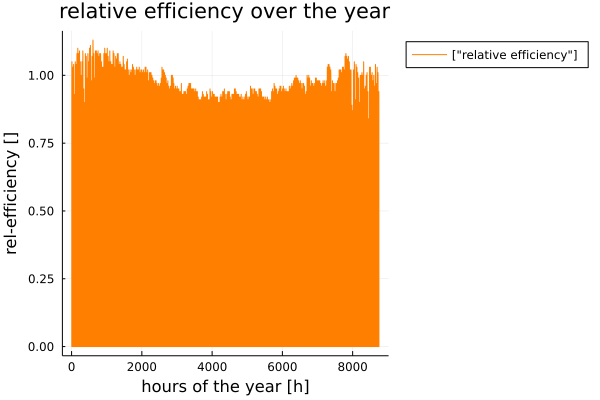 relative efficiency over the year
["relative efficiency"]
rel-efficiency []
1.00
0.75
0.50
0.25
0.00
0 2000 4000 6000 8000
hours of the year [h]